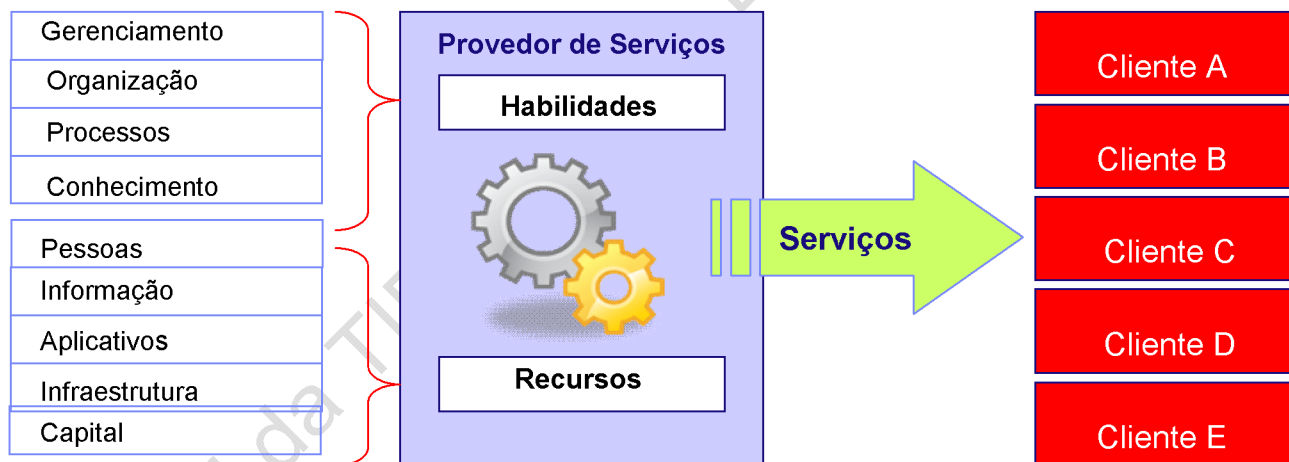 Gerenciamento
Organização
Processos
Conhecimento
Pessoas
Informação
Aplicativos
Infraestrutura
Capital
Provedor de Serviços
Habilidades
Recursos
Serviços
Cliente A
Cliente B
Cliente C
Cliente D
Cliente E
da